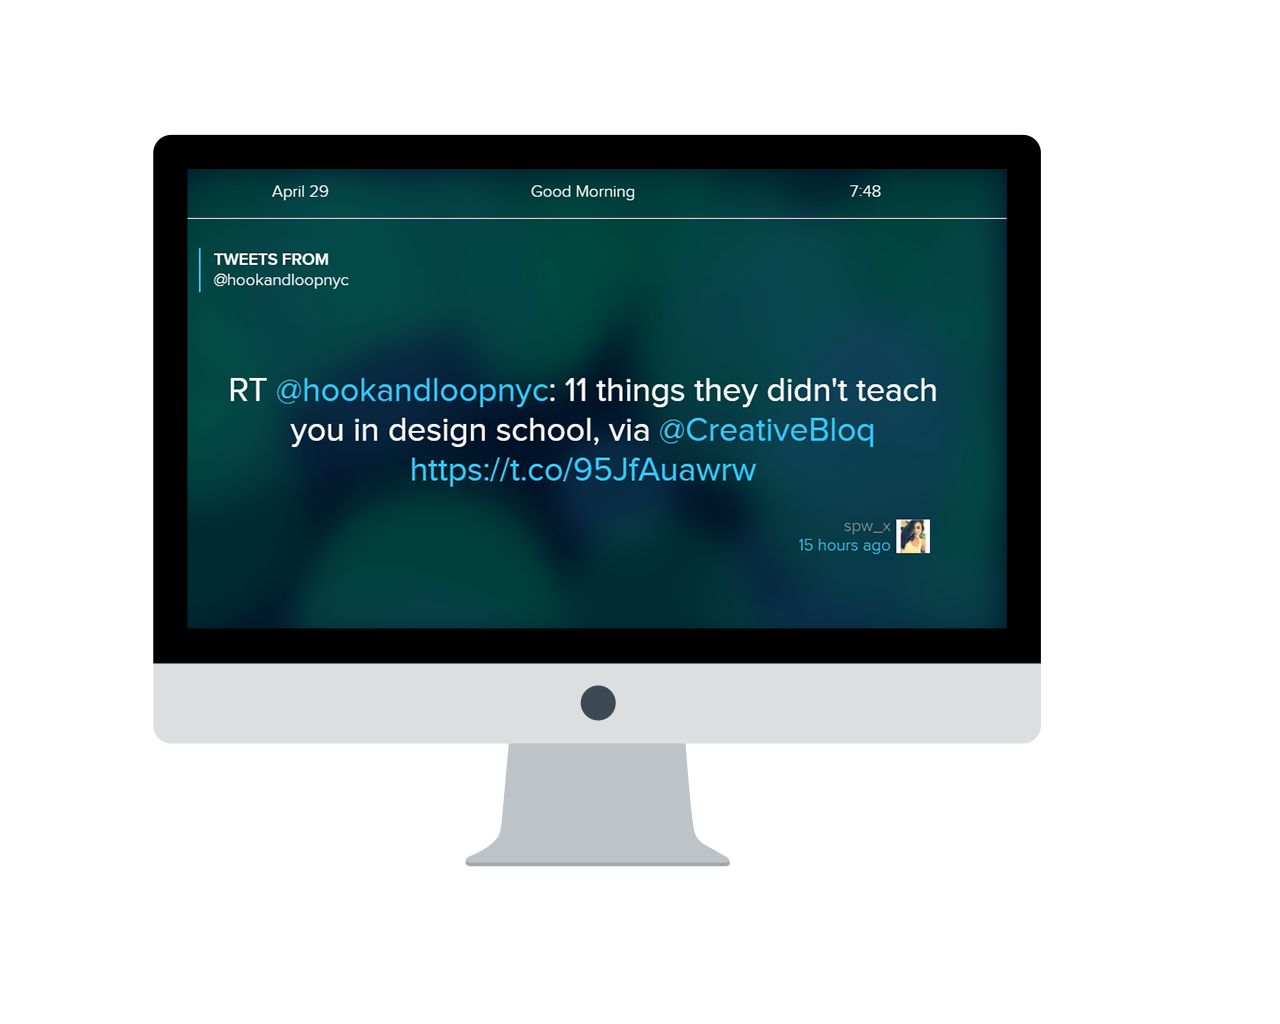 April 29 Good Morning 7:48
TWEETS FROM
@hookandloopnyc
RT @hookandloopnyc: 11 things they didn't teach
you in design school, via @CreativeBloq
https://t.co/95JfAuawrw
spw_x
15 hours ago